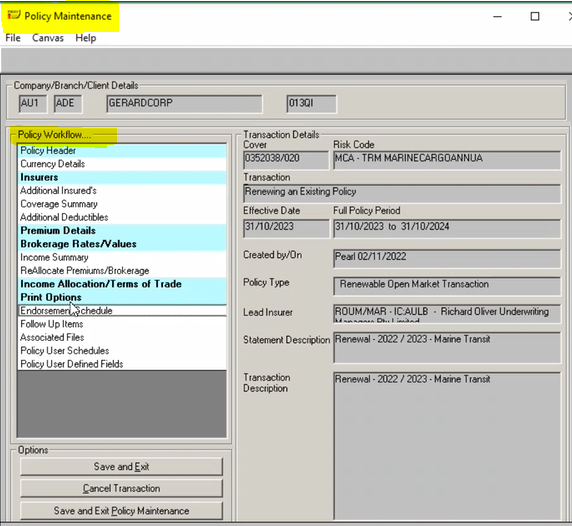 Policy Maintenance
File Canvas Help
Company/Branch/Client Details
AU1 ADE GERARDCORP 013QI
Policy Workflow....
Policy Header
Currency Details
Insurers
Additional Insured's
Coverage Summary
Additional Deductibles
Premium Details
Brokerage Rates/Values
Income Summary
ReAllocate Premiums/Brokerage
Income Allocation/Terms of Trade
Print Options
Endorsement Schedule
Follow Up Items
Associated Files
Policy User Schedules
Policy User Defined Fields
Options
Save and Exit
Cancel Transaction
Save and Exit Policy Maintenance
Transaction Details
Cover Risk Code
0352038/020 MCA - TRM MARINECARGOANNUA
Transaction
Renewing an Existing Policy
Effective Date Full Policy Period
31/10/2023 31/10/2023 to 31/10/2024
Created by/On Pearl 02/11/2022
Policy Type Renewable Open Market Transaction
Lead Insurer ROUM/MAR - IC:AULB - Richard Oliver Underwriting
Managers Pty Limited
Statement Description Renewal - 2022 / 2023 - Marine Transit
Transaction Renewal - 2022 / 2023 - Marine Transit
Description